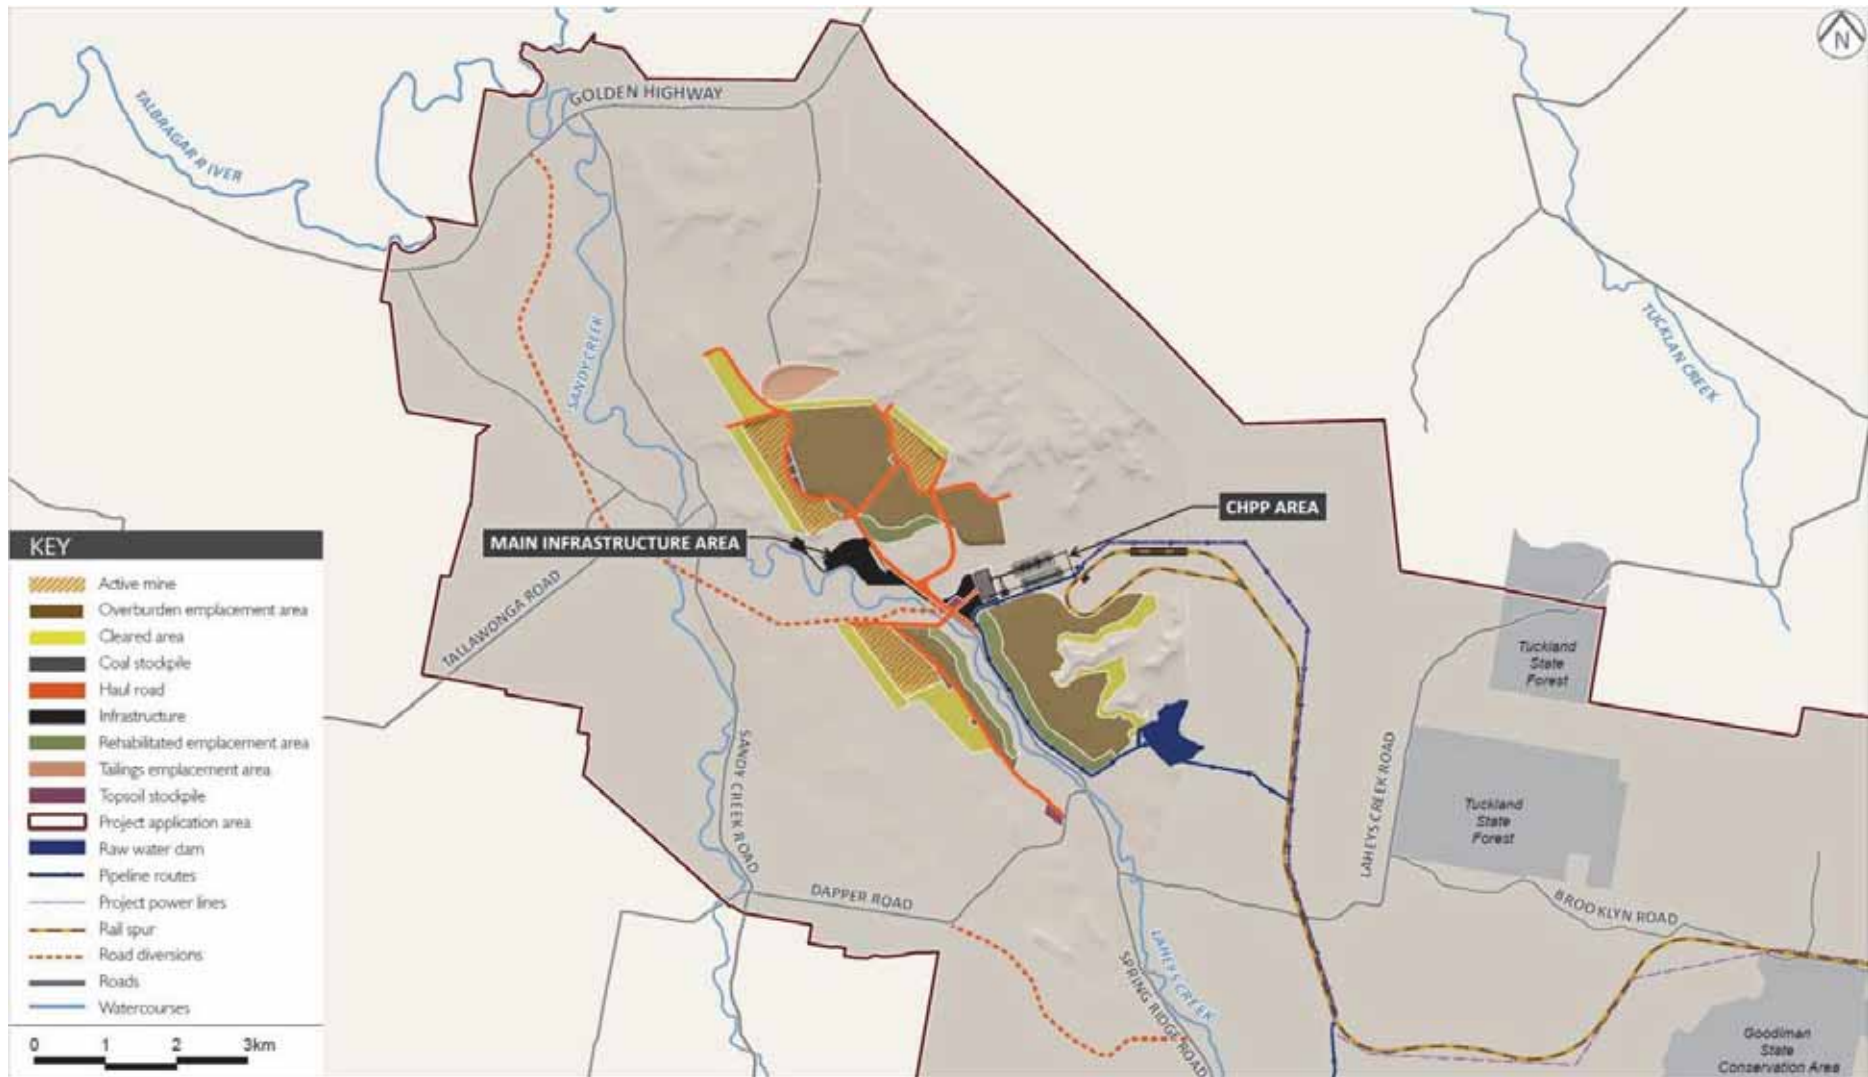 N
GOLDEN HIGHWAY
TALBRAGAR RIVER
SANDY CREEK
TUCKLAN CREEK
CHPP AREA
MAIN INFRASTRUCTURE AREA
TALLAWONGA ROAD
SANDY CREEK ROAD
DAPPER ROAD
LAHEYS CREEK
SPRING RIDGE ROAD
LAHEYS CREEK ROAD
BROOKLYN ROAD
Tuckland
State
Forest
Tuckland
State
Forest
Goodiman
State
Conservation Area
KEY
Active mine
Overburden emplacement area
Cleared area
Coal stockpile
Haul road
Infrastructure
Rehabilitated emplacement area
Tailings emplacement area
Topsoil stockpile
Project application area
Raw water dam
Pipeline routes
Project power lines
Rail spur
Road diversions
Roads
Watercourses
0 1 2 3km